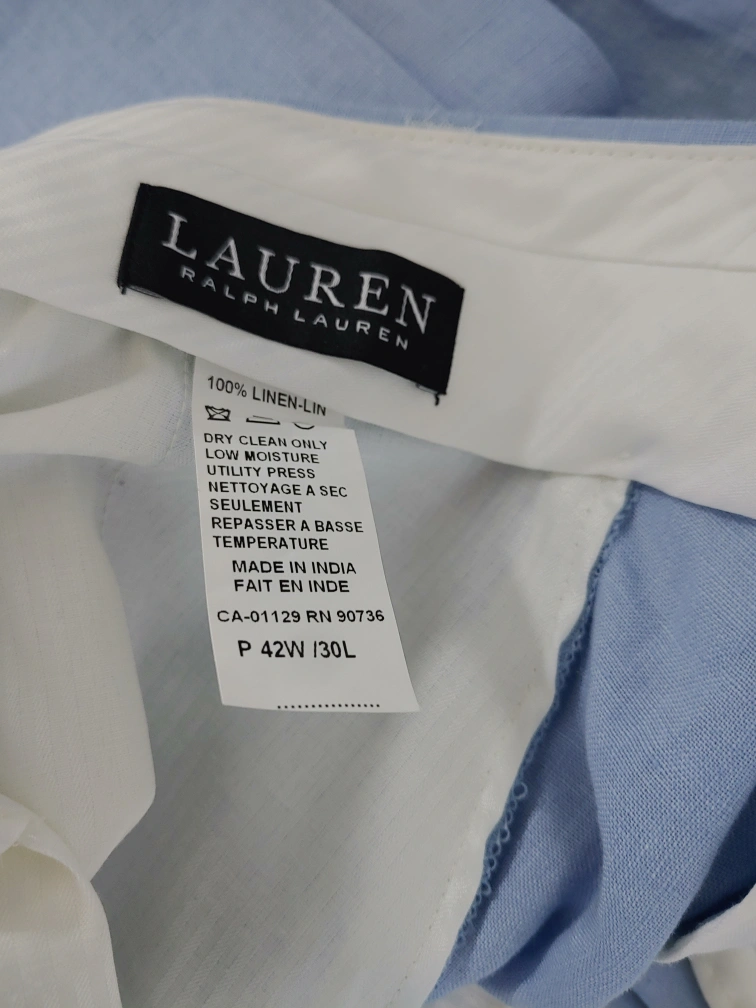 LAUREN
RALPH LAUREN
100% LINEN-LIN
DRY CLEAN ONLY
LOW MOISTURE
UTILITY PRESS
NETTOYAGE A SEC
SEULEMENT
REPASSER A BASSE
TEMPERATURE
MADE IN INDIA
FAIT EN INDE
CA-01129 RN 90736
P 42W /30L